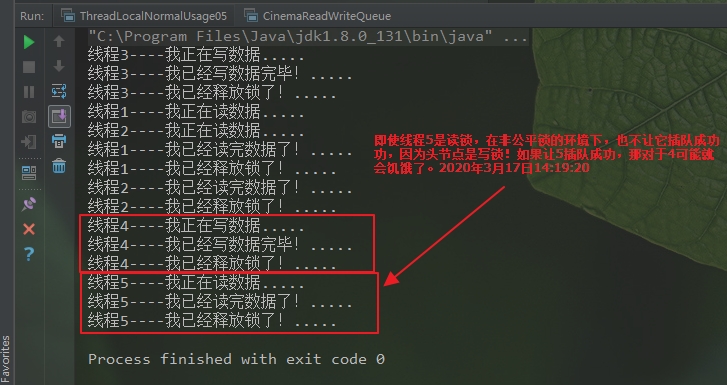 Run: ThreadLocalNormalUsage05 CinemaReadWriteQueue
"C:\Program Files\Java\jdk1.8.0_131\bin\java" ...
线程3----我正在写数据.....
线程3----我已经写数据完毕！.....
线程3----我已经释放锁了！.....
线程1----我正在读数据.....
线程2----我正在读数据.....
线程1----我已经读完数据了！.....
线程1----我已经释放锁了！.....
线程2----我已经读完数据了！.....
线程2----我已经释放锁了！.....
线程4----我正在写数据.....
线程4----我已经写数据完毕！.....
线程4----我已经释放锁了！.....
线程5----我正在读数据.....
线程5----我已经读完数据了！.....
线程5----我已经释放锁了！.....
Process finished with exit code 0
即使线程5是读锁，在非公平锁的环境下，也不让它插队成功
功，因为头节点是写锁！如果让5插队成功，那对于4可能就
会饥饿了。2020年3月17日14:19:20
Favorites